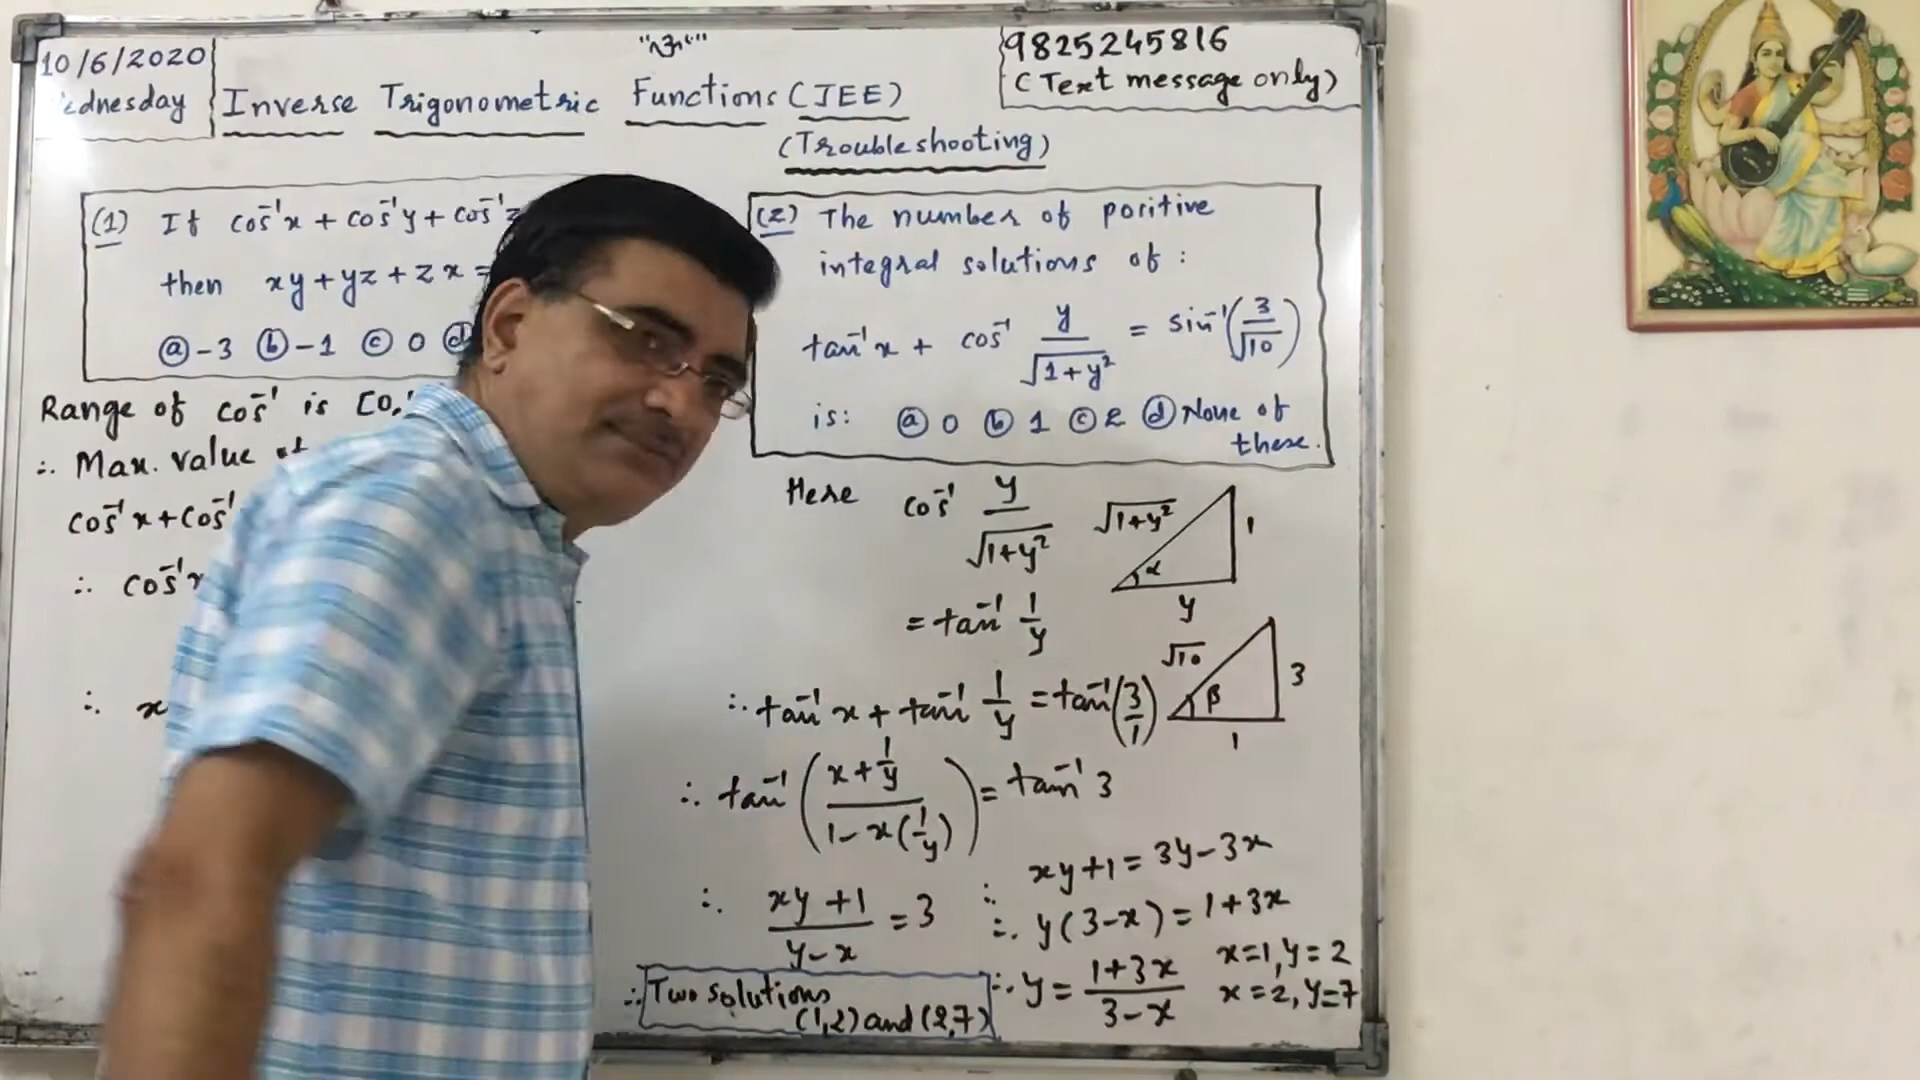 10/6/2020
Wednesday
Inverse Trigonometric Functions (JEE)
(Troubleshooting)
9825245816
(Text message only)
(1) If cos⁻¹x + cos⁻¹y + cos⁻¹z
then xy + yz + zx =
ⓐ -3 ⓑ -1 ⓒ 0 ⓓ
Range of cos⁻¹ is [0,
∴ Max. value of
cos⁻¹x + cos⁻¹
∴ cos⁻¹x
∴ x
(2) The number of positive
integral solutions of :
tan⁻¹x + cos⁻¹ y/√(1+y²) = sin⁻¹(3/√10)
is: ⓐ 0 ⓑ 1 ⓒ 2 ⓓ None of
these.
Here cos⁻¹ y/√(1+y²)
= tan⁻¹ 1/y
√(1+y²) 1 α y
√10 3 β 1
∴ tan⁻¹x + tan⁻¹ 1/y = tan⁻¹(3/1)
∴ tan⁻¹((x + 1/y)/(1 - x(1/y))) = tan⁻¹3
∴ (xy+1)/(y-x) = 3
∴ xy+1 = 3y-3x
∴ y(3-x) = 1+3x
∴ y = (1+3x)/(3-x)
x=1, y=2
x=2, y=7
∴ Two solutions
(1,2) and (2,7)